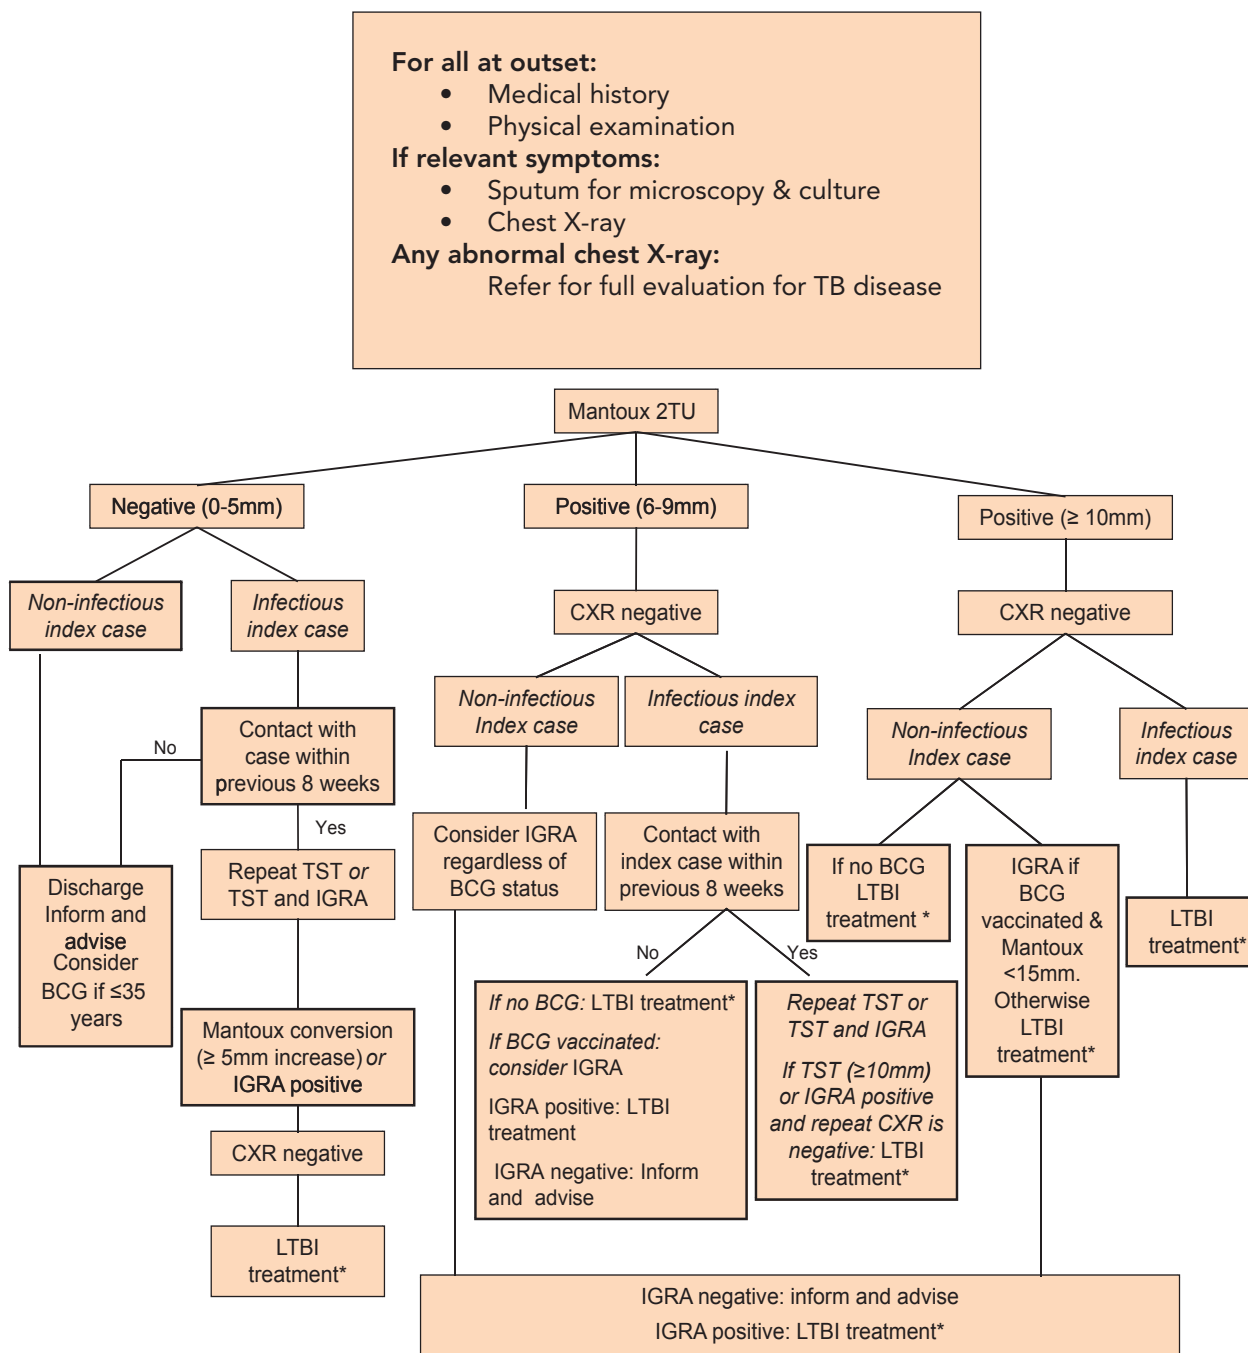 For all at outset:
• Medical history
• Physical examination
If relevant symptoms:
• Sputum for microscopy & culture
• Chest X-ray
Any abnormal chest X-ray:
Refer for full evaluation for TB disease
Mantoux 2TU
Negative (0-5mm)
Positive (6-9mm)
Positive (≥ 10mm)
Non-infectious
index case
Infectious
index case
CXR negative
CXR negative
Non-infectious
Index case
Infectious index
case
Non-infectious
Index case
Infectious
index case
No
Contact with
case within
previous 8 weeks
Yes
Consider IGRA
regardless of
BCG status
Contact with
index case within
previous 8 weeks
If no BCG
LTBI
treatment *
IGRA if
BCG
vaccinated &
Mantoux
<15mm.
Otherwise
LTBI
treatment*
LTBI
treatment*
Discharge
Inform and
advise
Consider
BCG if ≤35
years
Repeat TST or
TST and IGRA
No
Yes
Mantoux conversion
(≥ 5mm increase) or
IGRA positive
If no BCG: LTBI treatment*
If BCG vaccinated:
consider IGRA
IGRA positive: LTBI
treatment
IGRA negative: Inform
and advise
Repeat TST or
TST and IGRA
If TST (≥10mm)
or IGRA positive
and repeat CXR is
negative: LTBI
treatment*
CXR negative
LTBI
treatment*
IGRA negative: inform and advise
IGRA positive: LTBI treatment*